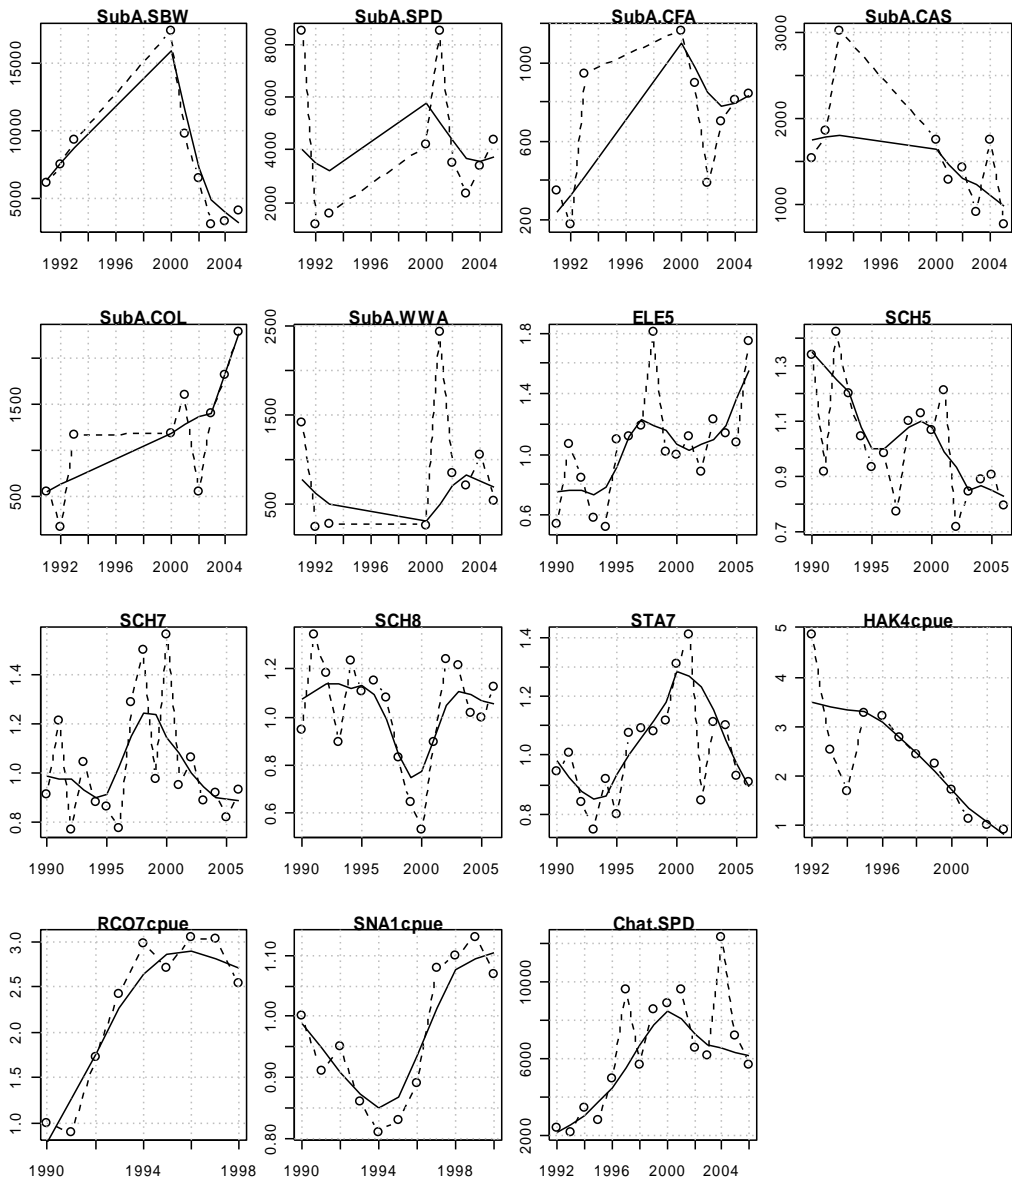 SubA.SBW SubA.SPD SubA.CFA SubA.CAS
5000 10000 15000
1992 1996 2000 2004
2000 4000 6000 8000
1992 1996 2000 2004
200 600 1000
1992 1996 2000 2004
1000 2000 3000
1992 1996 2000 2004
SubA.COL SubA.WWA ELE5 SCH5
500 1500
1992 1996 2000 2004
500 1500 2500
1992 1996 2000 2004
0.6 1.0 1.4 1.8
1990 1995 2000 2005
0.7 0.9 1.1 1.3
1990 1995 2000 2005
SCH7 SCH8 STA7 HAK4cpue
0.8 1.0 1.2 1.4
1990 1995 2000 2005
0.6 0.8 1.0 1.2
1990 1995 2000 2005
0.8 1.0 1.2 1.4
1990 1995 2000 2005
1 2 3 4 5
1992 1996 2000
RCO7cpue SNA1cpue Chat.SPD
1.0 1.5 2.0 2.5 3.0
1990 1994 1998
0.80 0.90 1.00 1.10
1990 1994 1998
2000 6000 10000
1992 1996 2000 2004